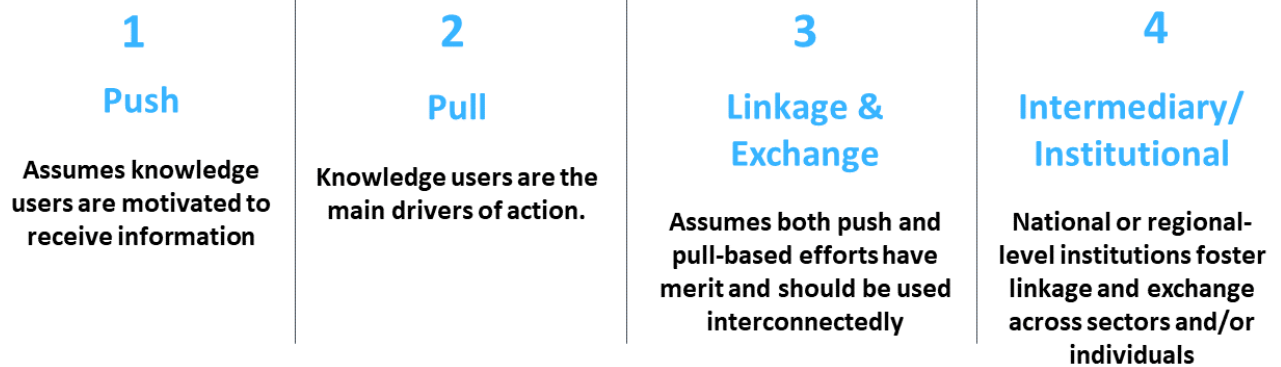 1
Push
Assumes knowledge
users are motivated to
receive information
2
Pull
Knowledge users are the
main drivers of action.
3
Linkage &
Exchange
Assumes both push and
pull-based efforts have
merit and should be used
interconnectedly
4
Intermediary/
Institutional
National or regional-
level institutions foster
linkage and exchange
across sectors and/or
individuals